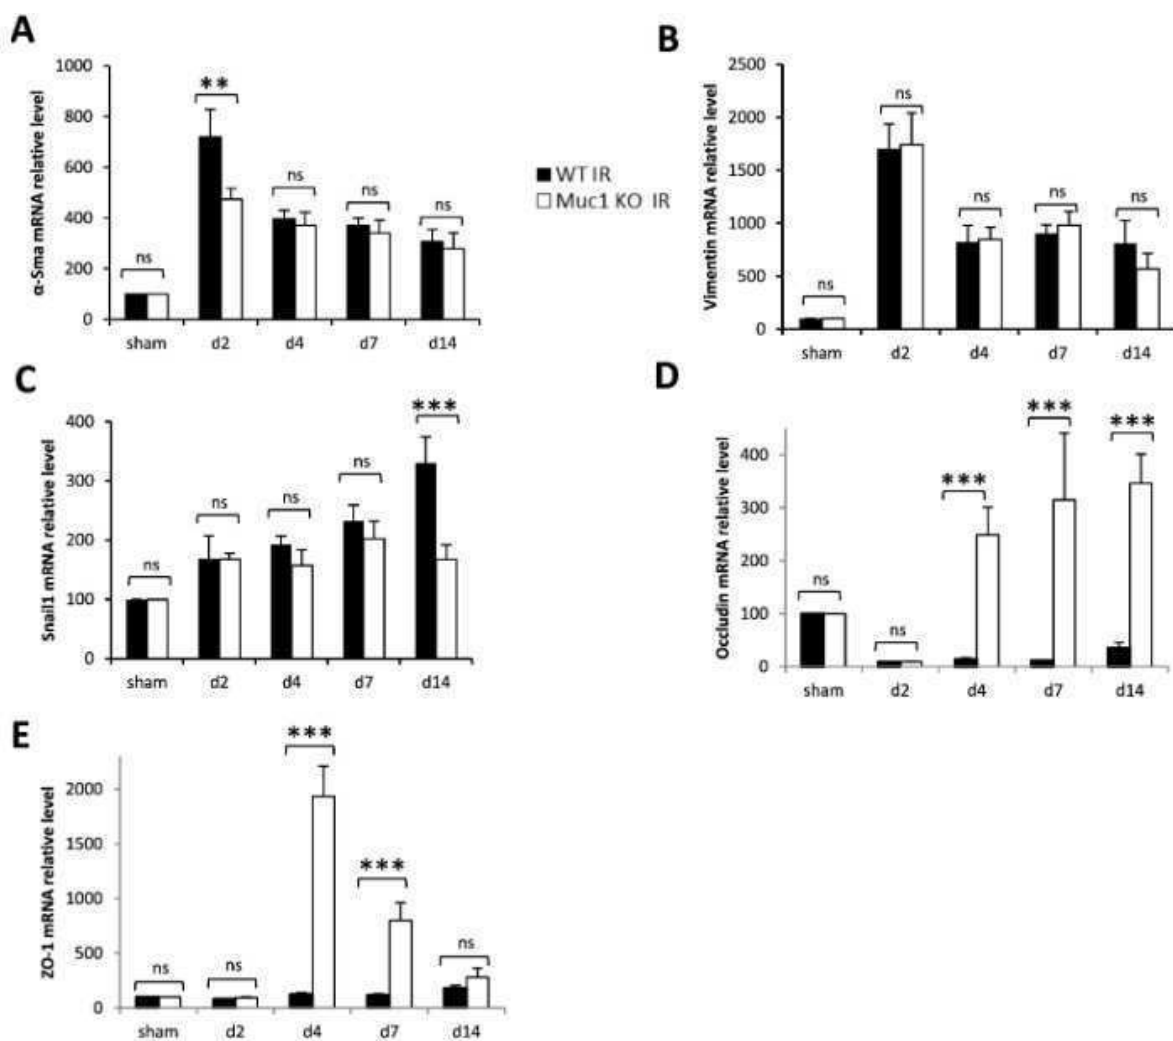 A
α-Sma mRNA relative level
1000
800
600
400
200
0
ns
**
ns
ns
ns
sham d2 d4 d7 d14
WT IR
Muc1 KO IR
B
Vimentin mRNA relative level
2500
2000
1500
1000
500
0
ns
ns
ns
ns
ns
sham d2 d4 d7 d14
C
Snail1 mRNA relative level
400
300
200
100
0
ns
ns
ns
ns
***
sham d2 d4 d7 d14
D
Occludin mRNA relative level
400
300
200
100
0
ns
ns
***
***
***
sham d2 d4 d7 d14
E
ZO-1 mRNA relative level
2000
1500
1000
500
0
ns
ns
***
***
ns
sham d2 d4 d7 d14